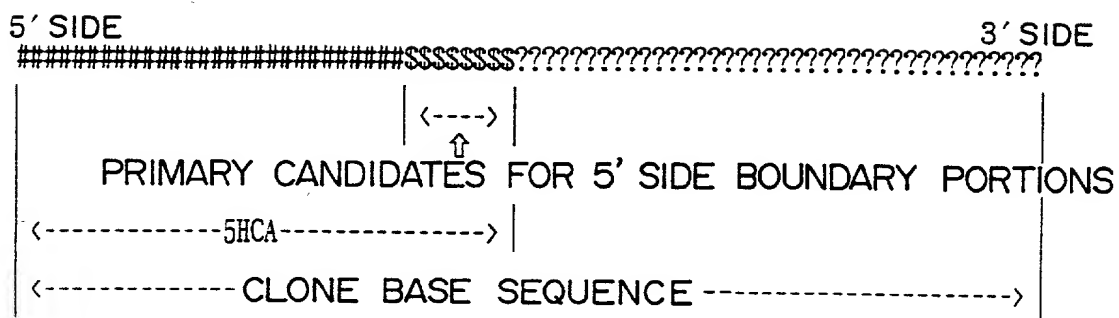 5' SIDE 3' SIDE
############################$$$$$$$$??????????????????????????????????????
<---->
⇧
PRIMARY CANDIDATES FOR 5' SIDE BOUNDARY PORTIONS
<-------------5HCA--------------->
<-------------- CLONE BASE SEQUENCE ---------------------->